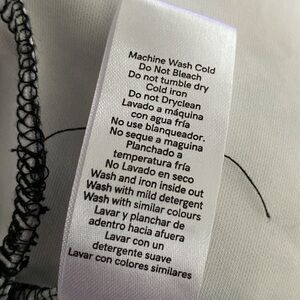 Machine Wash Cold
Do Not Bleach
Do not tumble dry
Cold iron
Do not Dryclean
Lavado a máquina
con agua fría
No use blanqueador.
No seque a maguina
Planchado a
temperatura fría
No Lavado en seco
Wash and iron inside out
Wash with mild detergent
Wash with similar colours
Lavar y planchar de
adentro hacia afuera
Lavar con un
detergente suave
Lavar con colores similares